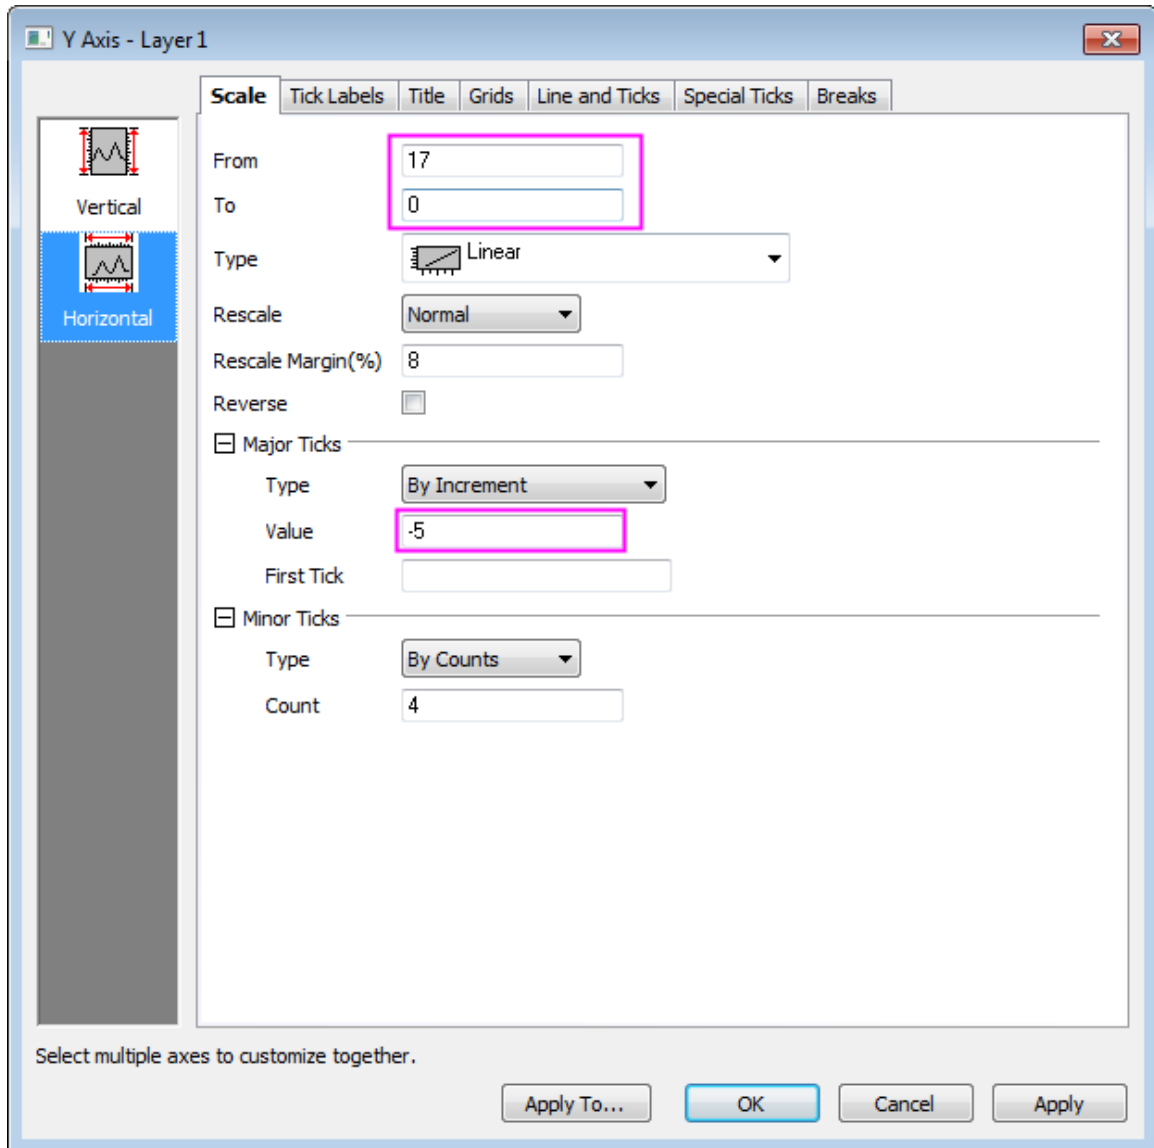 Y Axis - Layer1
Scale Tick Labels Title Grids Line and Ticks Special Ticks Breaks
Vertical
Horizontal
From 17
To 0
Type Linear
Rescale Normal
Rescale Margin(%) 8
Reverse
Major Ticks
Type By Increment
Value -5
First Tick
Minor Ticks
Type By Counts
Count 4
Select multiple axes to customize together.
Apply To... OK Cancel Apply